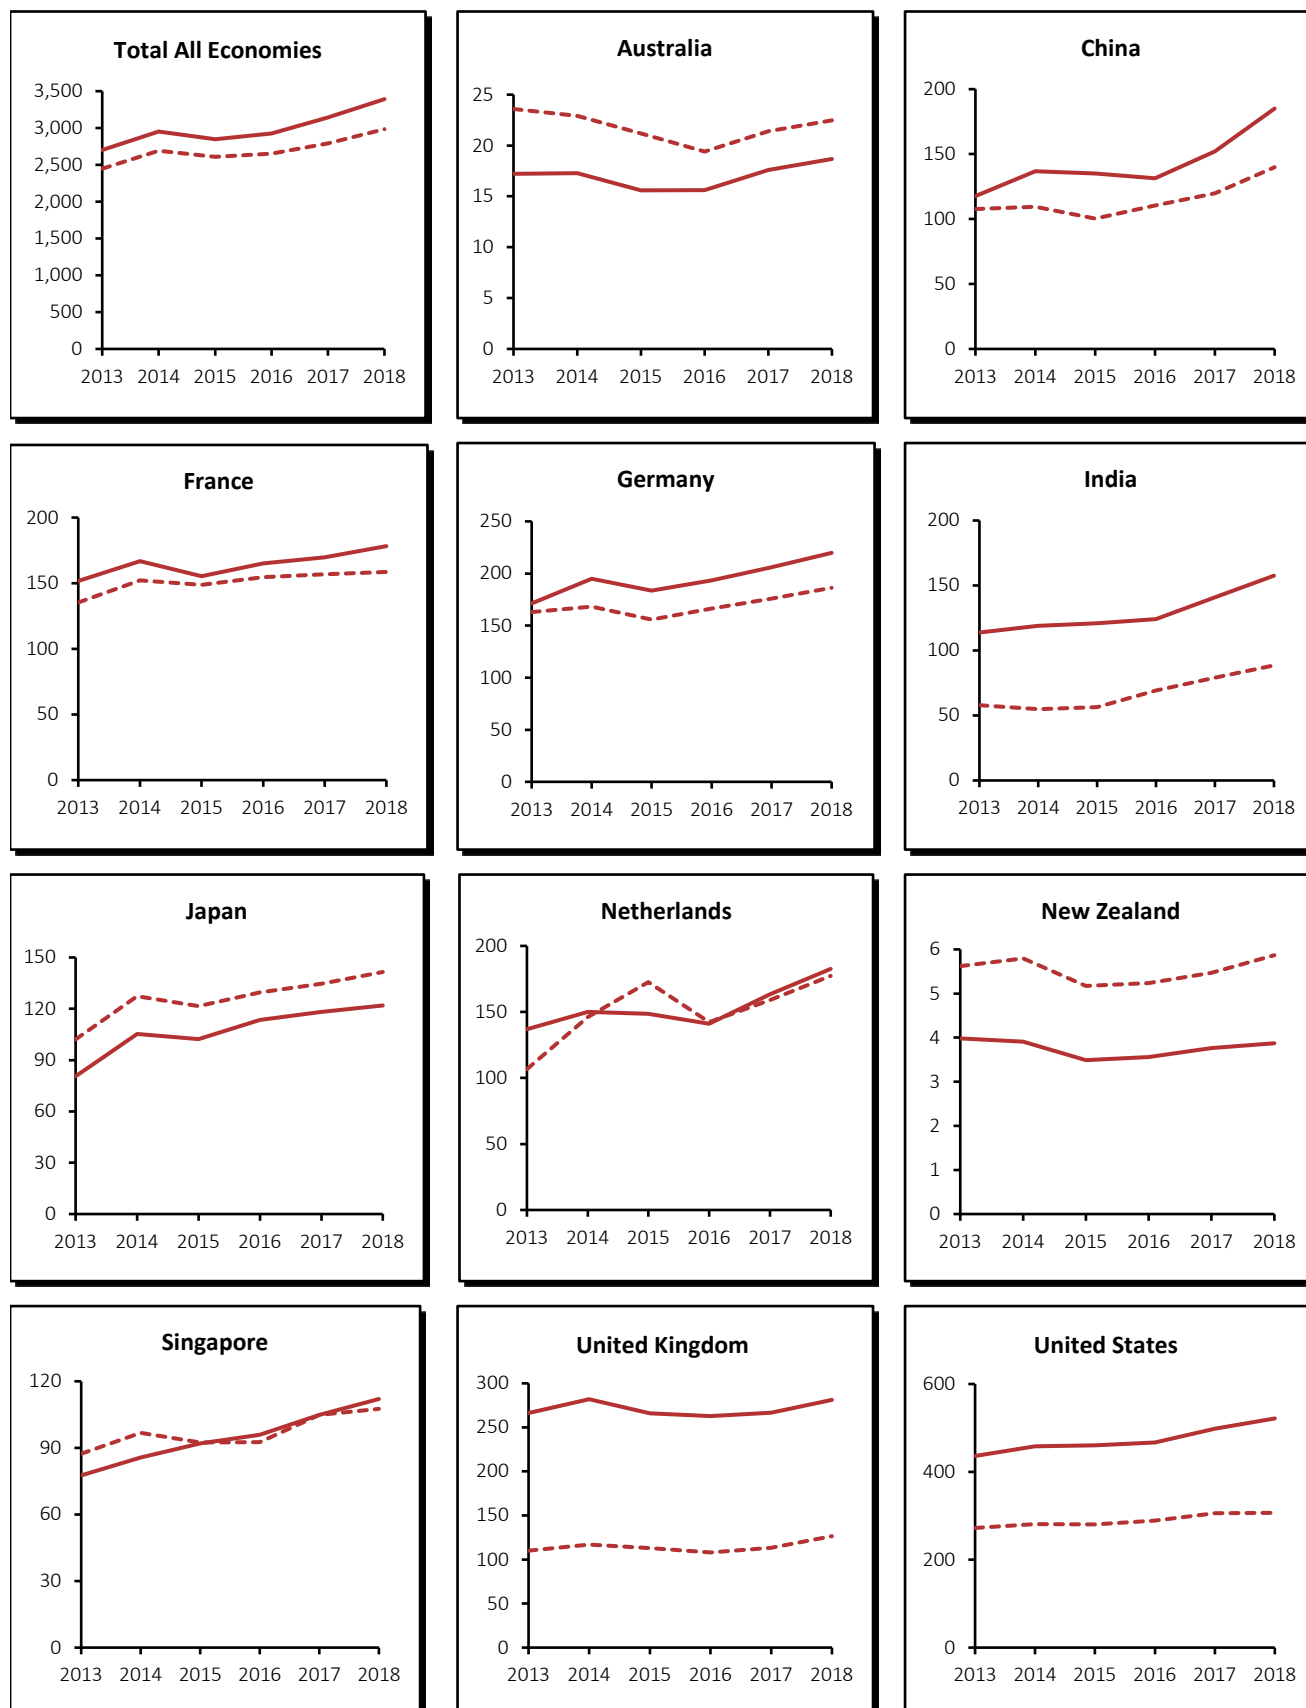 Total All Economies
3,500
3,000
2,500
2,000
1,500
1,000
500
0
2013 2014 2015 2016 2017 2018
Australia
25
20
15
10
5
0
2013 2014 2015 2016 2017 2018
China
200
150
100
50
0
2013 2014 2015 2016 2017 2018
France
200
150
100
50
0
2013 2014 2015 2016 2017 2018
Germany
250
200
150
100
50
0
2013 2014 2015 2016 2017 2018
India
200
150
100
50
0
2013 2014 2015 2016 2017 2018
Japan
150
120
90
60
30
0
2013 2014 2015 2016 2017 2018
Netherlands
200
150
100
50
0
2013 2014 2015 2016 2017 2018
New Zealand
6
5
4
3
2
1
0
2013 2014 2015 2016 2017 2018
Singapore
120
90
60
30
0
2013 2014 2015 2016 2017 2018
United Kingdom
300
250
200
150
100
50
0
2013 2014 2015 2016 2017 2018
United States
600
400
200
0
2013 2014 2015 2016 2017 2018